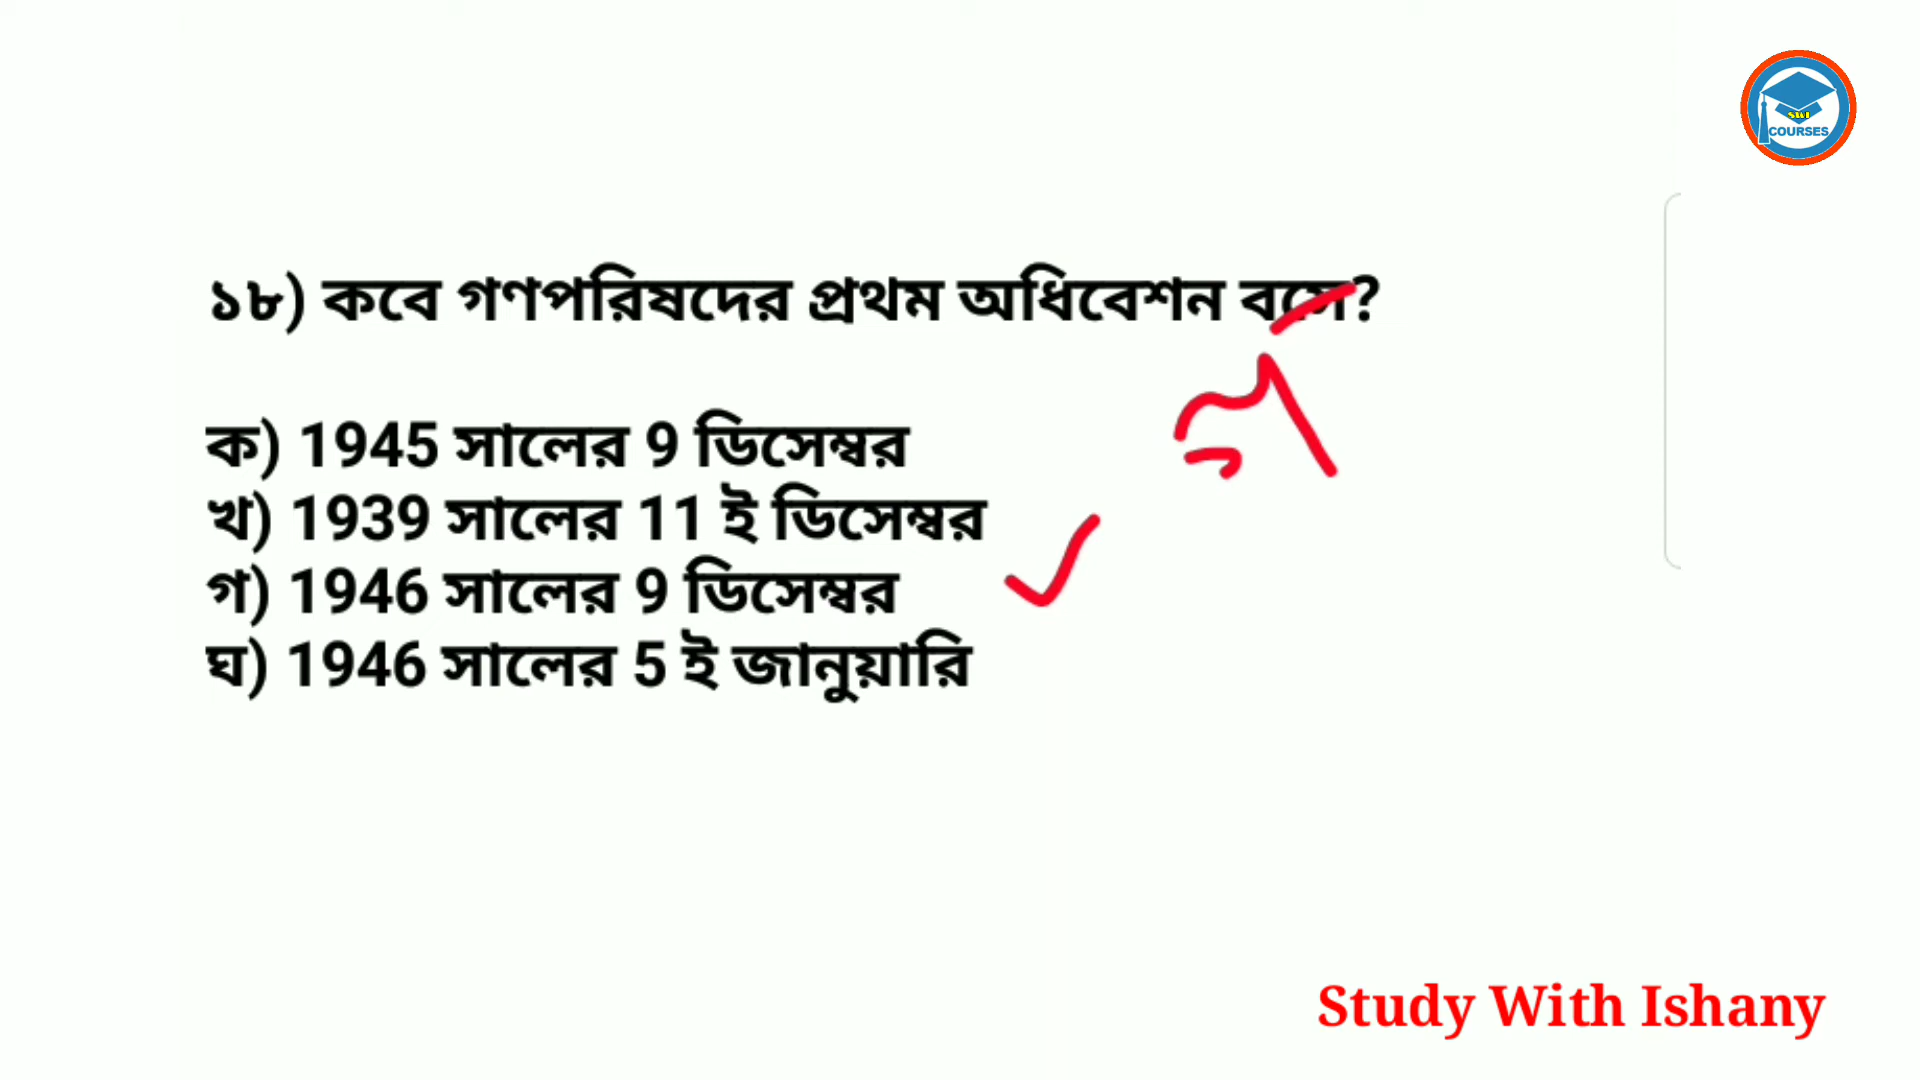 SWI
COURSES
১৮) কবে গণপরিষদের প্রথম অধিবেশন বসে?
ক) 1945 সালের 9 ডিসেম্বর
খ) 1939 সালের 11 ই ডিসেম্বর
গ) 1946 সালের 9 ডিসেম্বর
ঘ) 1946 সালের 5 ই জানুয়ারি
Study With Ishany